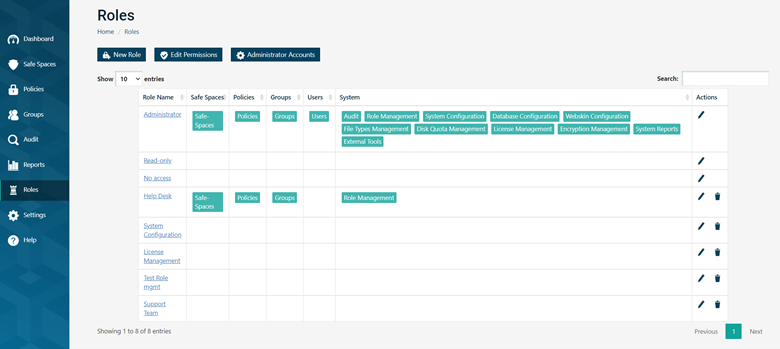 Dashboard
Safe Spaces
Policies
Groups
Audit
Reports
Roles
Settings
Help
Roles
Home / Roles
New Role
Edit Permissions
Administrator Accounts
Show 10 entries
Search:
Role Name Safe Spaces Policies Groups Users System Actions
Administrator Safe-Spaces Policies Groups Users Audit Role Management System Configuration Database Configuration Webskin Configuration
File Types Management Disk Quota Management License Management Encryption Management System Reports
External Tools
Read-only
No access
Help Desk Safe-Spaces Policies Groups Role Management
System
Configuration
License
Management
Test Role
mgmt
Support
Team
Showing 1 to 8 of 8 entries
Previous 1 Next